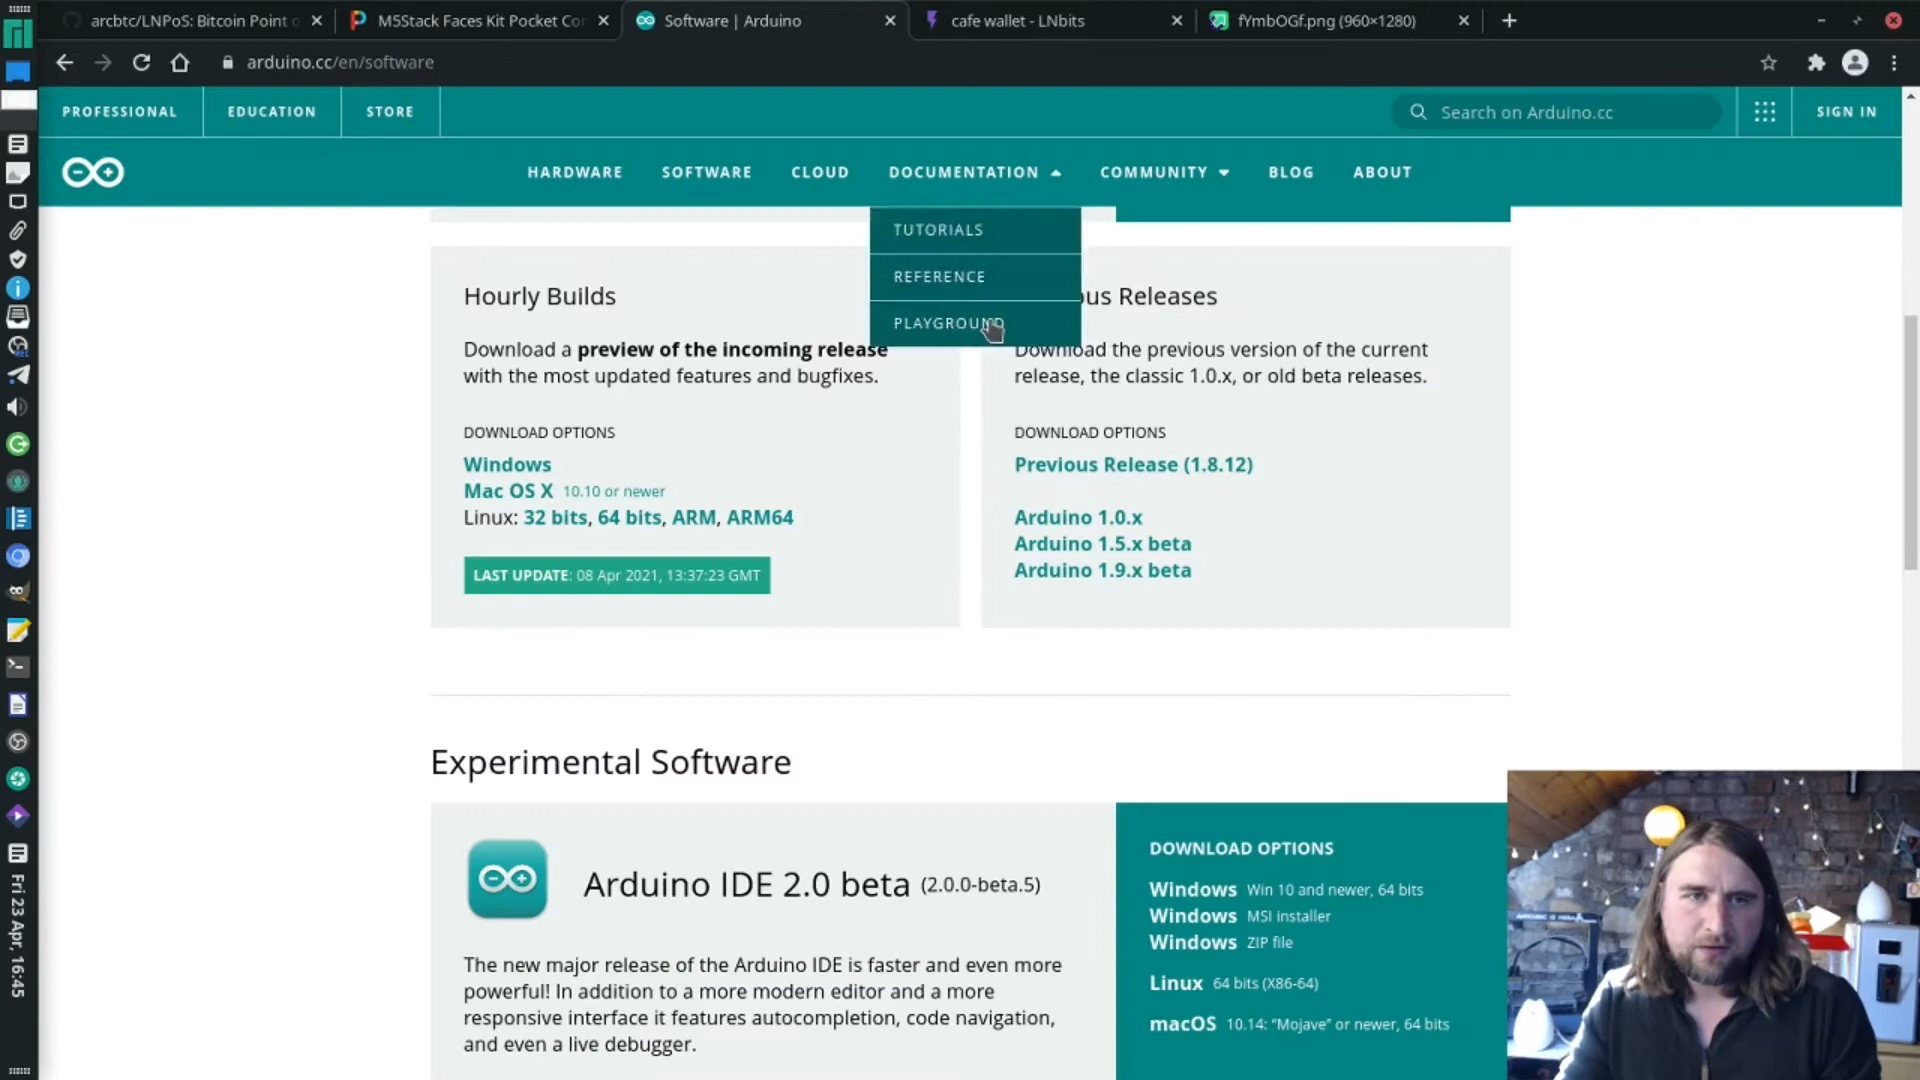 arcbtc/LNPoS: Bitcoin Point o
M5Stack Faces Kit Pocket Cor
Software | Arduino
cafe wallet - LNbits
fYmbOGf.png (960×1280)
arduino.cc/en/software
PROFESSIONAL
EDUCATION
STORE
Search on Arduino.cc
SIGN IN
HARDWARE
SOFTWARE
CLOUD
DOCUMENTATION
COMMUNITY
BLOG
ABOUT
TUTORIALS
REFERENCE
PLAYGROUND
Hourly Builds
Download a preview of the incoming release
with the most updated features and bugfixes.
DOWNLOAD OPTIONS
Windows
Mac OS X 10.10 or newer
Linux: 32 bits, 64 bits, ARM, ARM64
LAST UPDATE: 08 Apr 2021, 13:37:23 GMT
us Releases
Download the previous version of the current
release, the classic 1.0.x, or old beta releases.
DOWNLOAD OPTIONS
Previous Release (1.8.12)
Arduino 1.0.x
Arduino 1.5.x beta
Arduino 1.9.x beta
Experimental Software
Arduino IDE 2.0 beta (2.0.0-beta.5)
The new major release of the Arduino IDE is faster and even more
powerful! In addition to a more modern editor and a more
responsive interface it features autocompletion, code navigation,
and even a live debugger.
DOWNLOAD OPTIONS
Windows Win 10 and newer, 64 bits
Windows MSI installer
Windows ZIP file
Linux 64 bits (X86-64)
macOS 10.14: “Mojave” or newer, 64 bits
Fri 23 Apr, 16:45